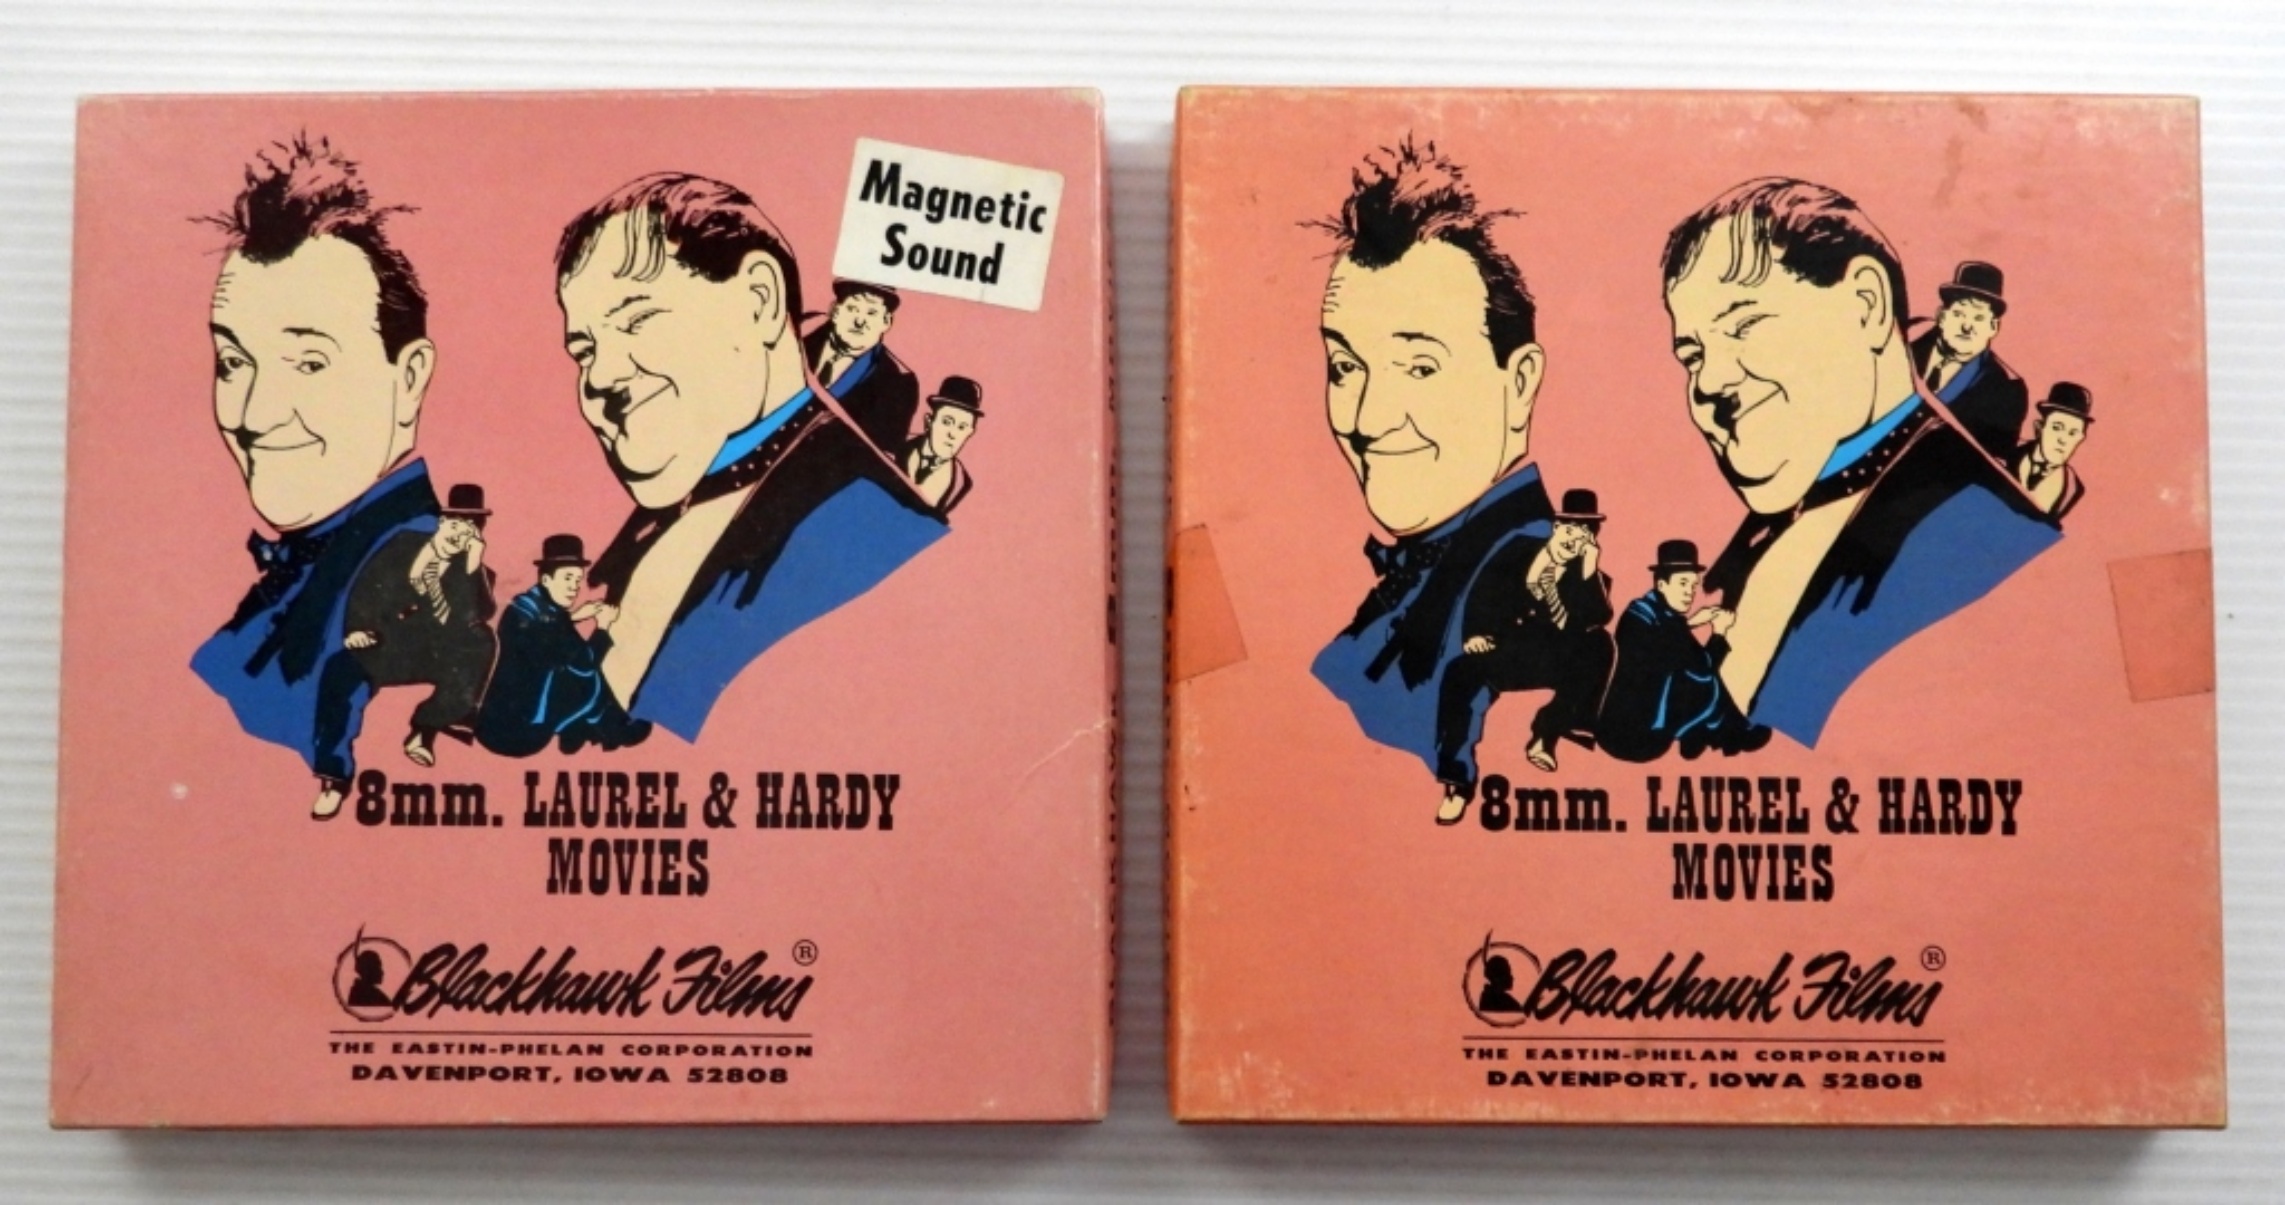 Magnetic
Sound
8mm. LAUREL & HARDY
MOVIES
Blackhawk Films ®
THE EASTIN-PHELAN CORPORATION
DAVENPORT, IOWA 52808
8mm. LAUREL & HARDY
MOVIES
Blackhawk Films ®
THE EASTIN-PHELAN CORPORATION
DAVENPORT, IOWA 52808